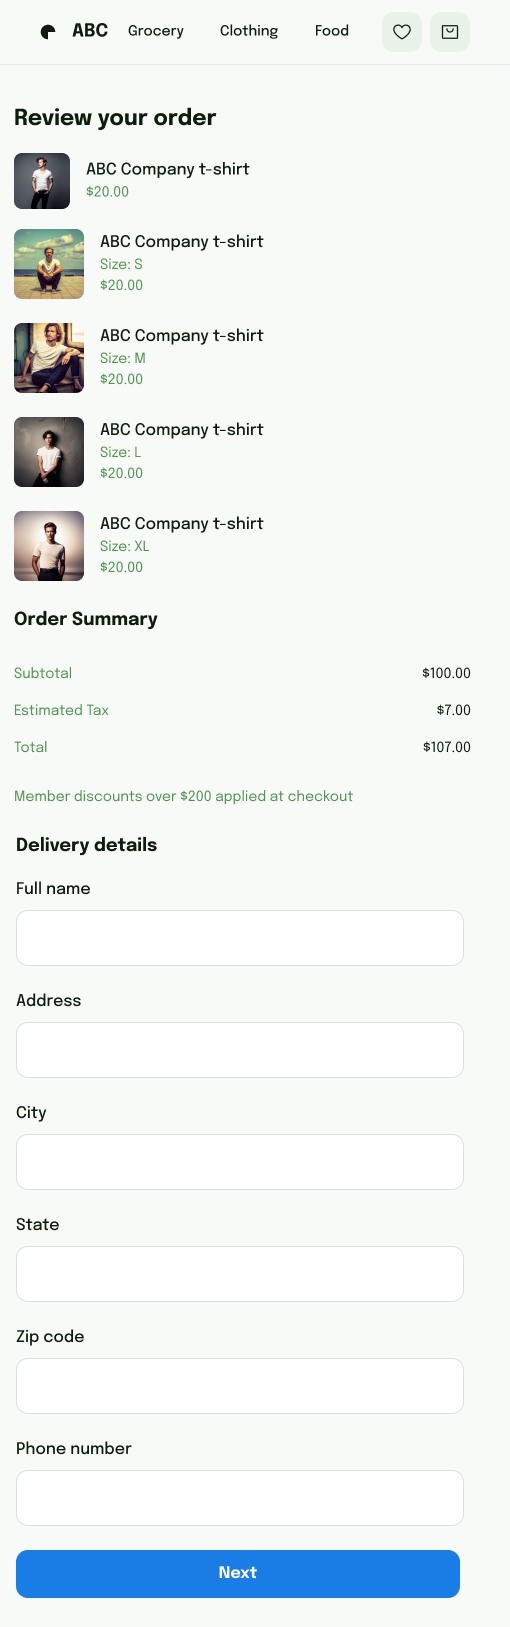 ABC Grocery Clothing Food
Review your order
ABC Company t-shirt
$20.00
ABC Company t-shirt
Size: S
$20.00
ABC Company t-shirt
Size: M
$20.00
ABC Company t-shirt
Size: L
$20.00
ABC Company t-shirt
Size: XL
$20.00
Order Summary
Subtotal $100.00
Estimated Tax $7.00
Total $107.00
Member discounts over $200 applied at checkout
Delivery details
Full name
Address
City
State
Zip code
Phone number
Next